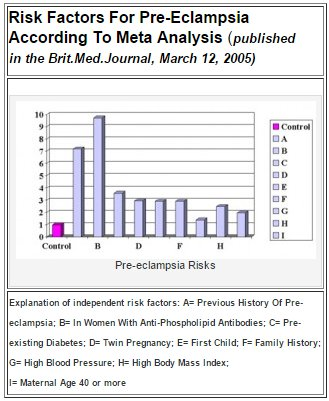 Risk Factors For Pre-Eclampsia
According To Meta Analysis (published
in the Brit.Med.Journal, March 12, 2005)
10
9
8
7
6
5
4
3
2
1
0
Control
B
D
F
H
Control
A
B
C
D
E
F
G
H
I
Pre-eclampsia Risks
Explanation of independent risk factors: A= Previous History Of Pre-
eclampsia; B= In Women With Anti-Phospholipid Antibodies; C= Pre-
existing Diabetes; D= Twin Pregnancy; E= First Child; F= Family History;
G= High Blood Pressure; H= High Body Mass Index;
I= Maternal Age 40 or more